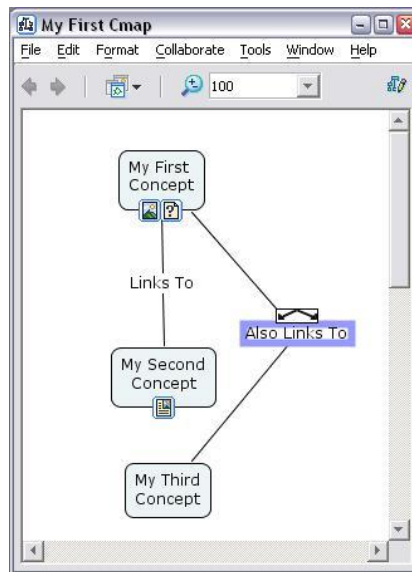 My First Cmap
File Edit Format Collaborate Tools Window Help
100
My First
Concept
?
Links To
Also Links To
My Second
Concept
My Third
Concept